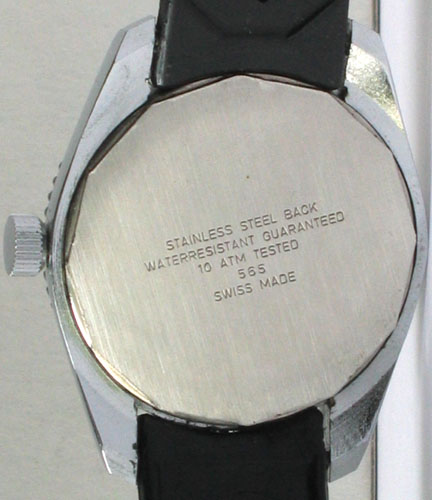 STAINLESS STEEL BACK
WATERRESISTANT GUARANTEED
10 ATM TESTED
565
SWISS MADE